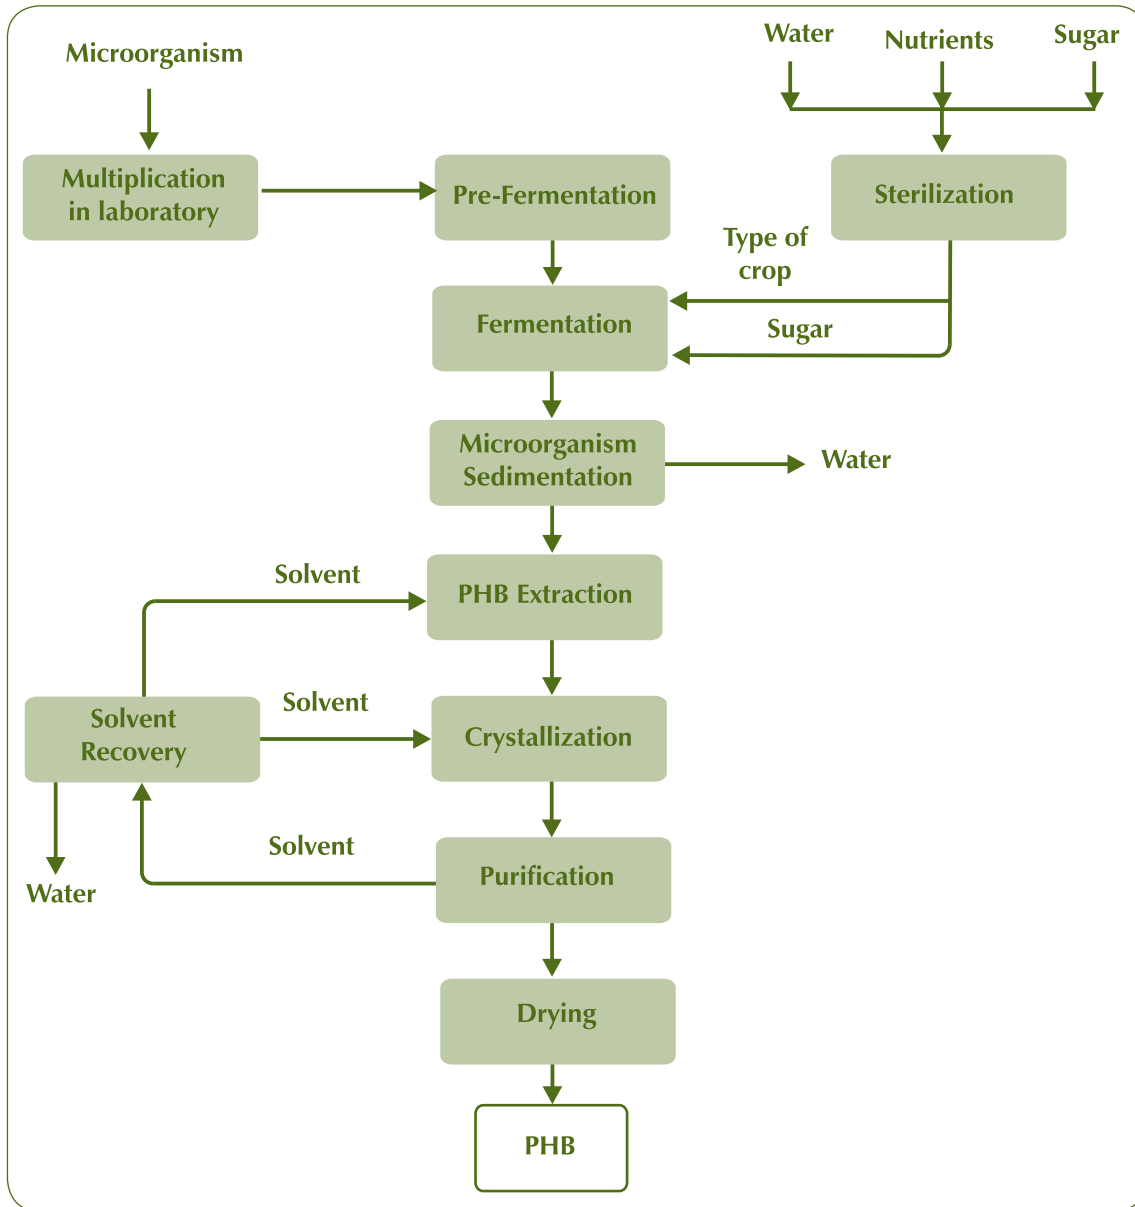 Microorganism
Water
Nutrients
Sugar
Multiplication
in laboratory
Pre-Fermentation
Sterilization
Type of
crop
Fermentation
Sugar
Microorganism
Sedimentation
Water
Solvent
PHB Extraction
Solvent
Recovery
Solvent
Crystallization
Solvent
Purification
Water
Drying
PHB